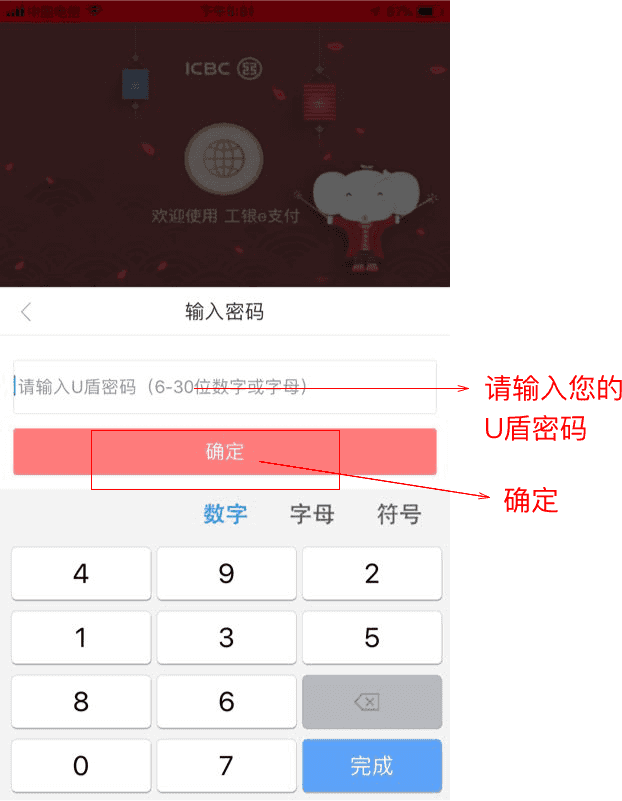 中国电信 下午9:01 87%
ICBC
欢迎使用 工银e支付
输入密码
请输入U盾密码（6-30位数字或字母）
请输入您的
U盾密码
确定
确定
数字 字母 符号
4 9 2
1 3 5
8 6
0 7 完成